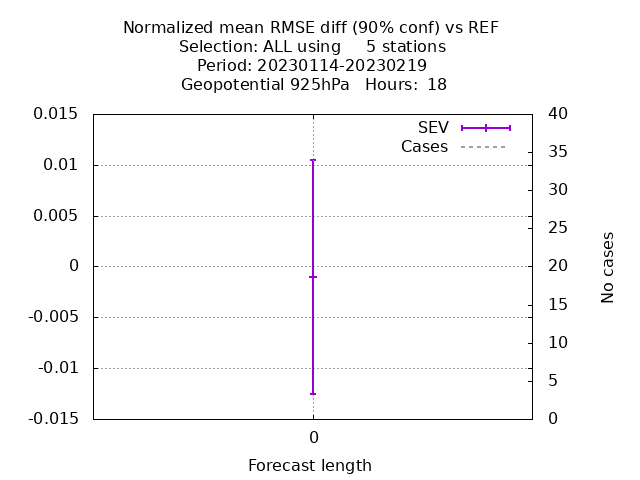 Normalized mean RMSE diff (90% conf) vs REF
Selection: ALL using     5 stations
Period: 20230114-20230219
Geopotential 925hPa   Hours:  18
SEV
Cases
0.015
0.01
0.005
0
-0.005
-0.01
-0.015
40
35
30
25
20
15
10
5
0
No cases
0
Forecast length